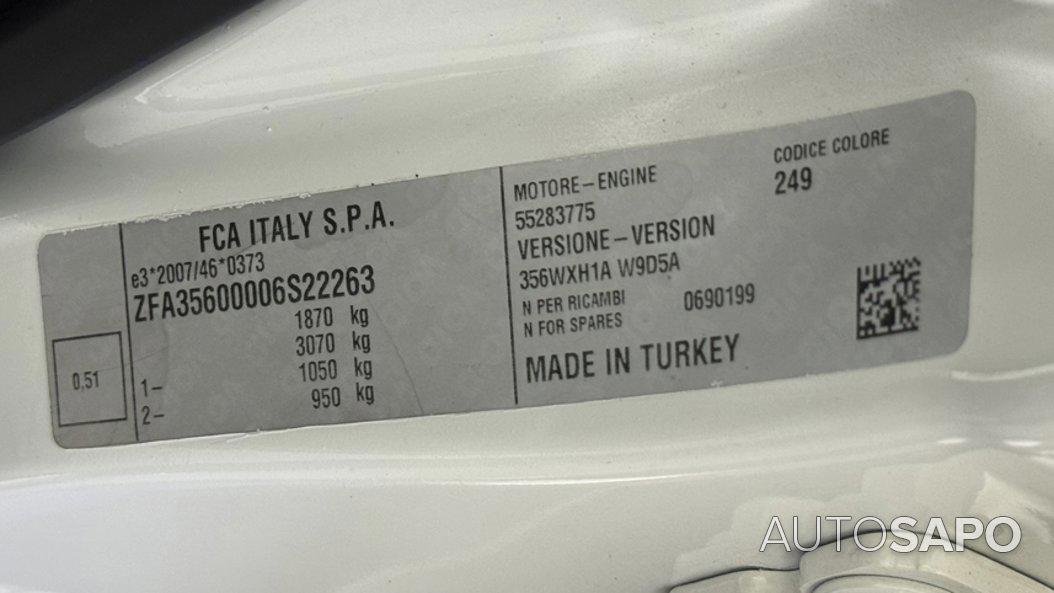 FCA ITALY S.P.A.
e3*2007/46*0373
ZFA35600006S22263
1870 kg
3070 kg
1- 1050 kg
2- 950 kg
0,51
MOTORE-ENGINE
55283775
VERSIONE-VERSION
356WXH1A W9D5A
N PER RICAMBI
N FOR SPARES
0690199
MADE IN TURKEY
CODICE COLORE
249
AUTOSAPO